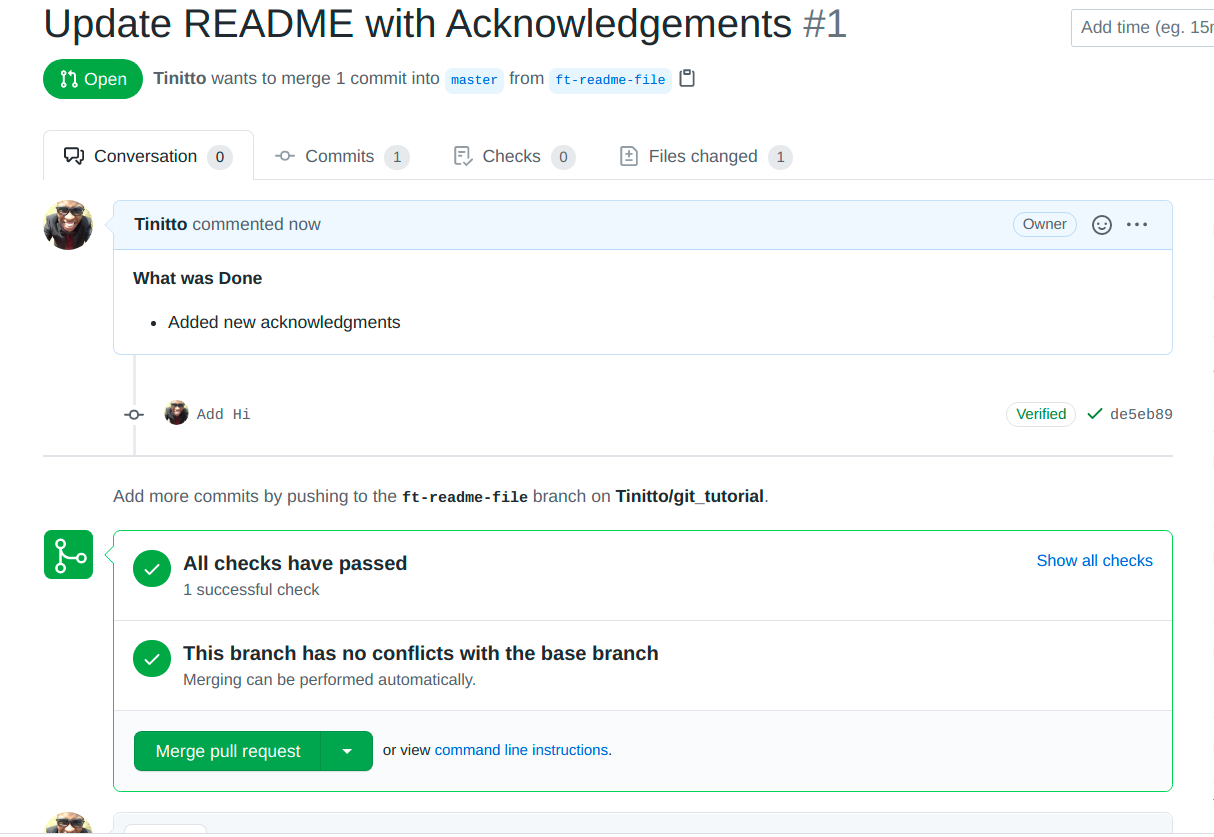 Update README with Acknowledgements #1
Add time (eg. 15
Open
Tinitto wants to merge 1 commit into master from ft-readme-file
Conversation 0
Commits 1
Checks 0
Files changed 1
Tinitto commented now
Owner
What was Done
• Added new acknowledgments
Add Hi
Verified
de5eb89
Add more commits by pushing to the ft-readme-file branch on Tinitto/git_tutorial.
All checks have passed
Show all checks
1 successful check
This branch has no conflicts with the base branch
Merging can be performed automatically.
Merge pull request
or view command line instructions.